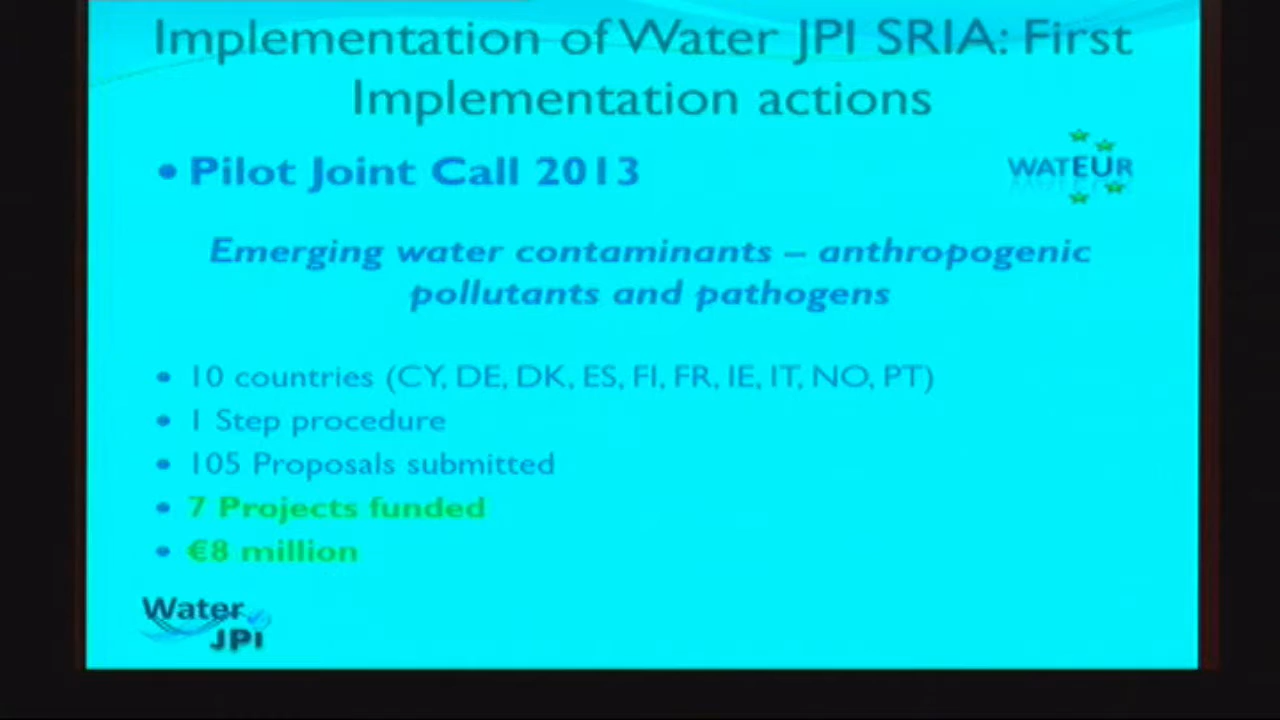 Implementation of Water JPI SRIA: First
Implementation actions
• Pilot Joint Call 2013
WATEUR
Emerging water contaminants – anthropogenic
pollutants and pathogens
• 10 countries (CY, DE, DK, ES, FI, FR, IE, IT, NO, PT)
• 1 Step procedure
• 105 Proposals submitted
• 7 Projects funded
• €8 million
Water
JPI